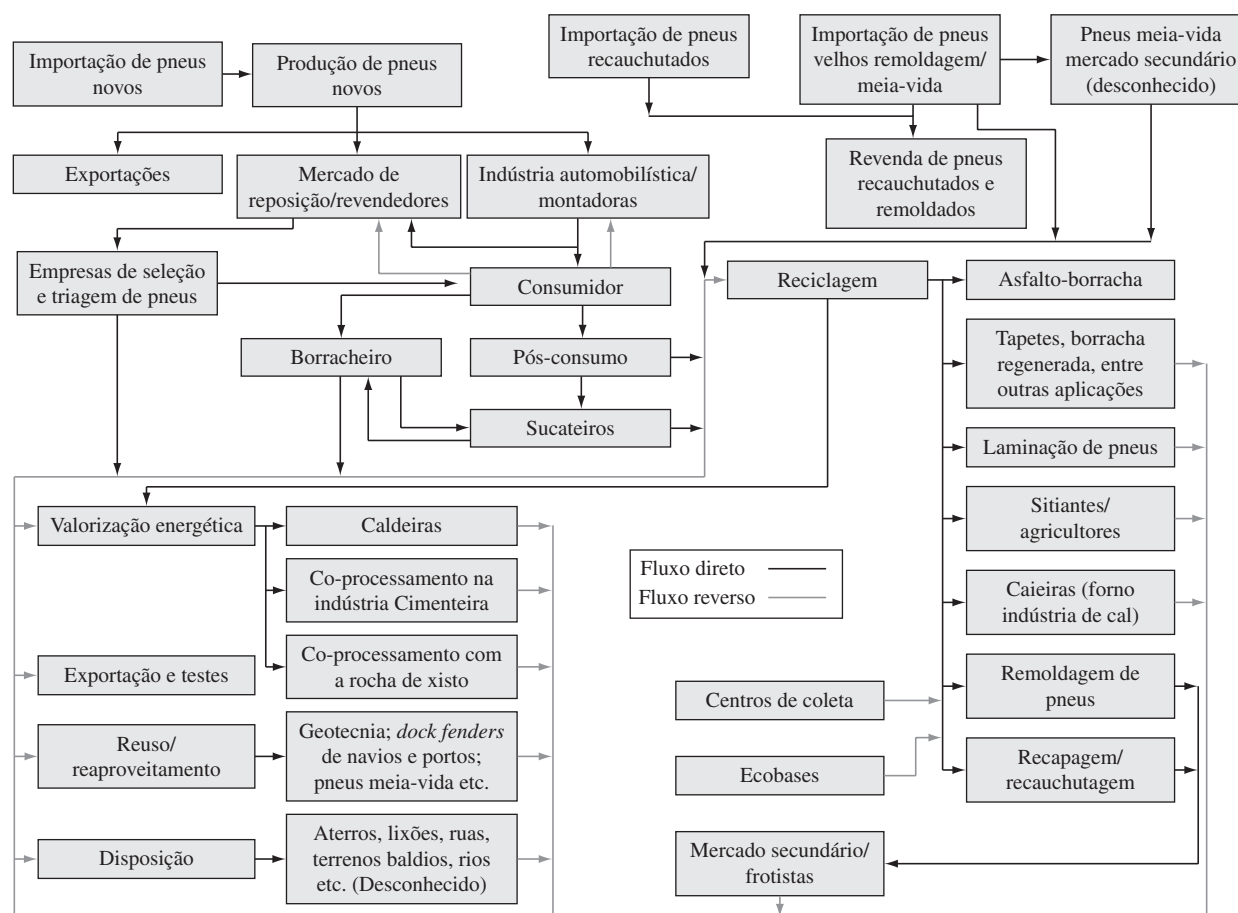 Importação de pneus
novos
Produção de pneus
novos
Importação de pneus
recauchutados
Importação de pneus
velhos remoldagem/
meia-vida
Pneus meia-vida
mercado secundário
(desconhecido)
Exportações
Mercado de
reposição/revendedores
Indústria automobilística/
montadoras
Revenda de pneus
recauchutados e
remoldados
Empresas de seleção
e triagem de pneus
Consumidor
Reciclagem
Asfalto-borracha
Borracheiro
Pós-consumo
Tapetes, borracha
regenerada, entre
outras aplicações
Sucateiros
Laminação de pneus
Valorização energética
Caldeiras
Sitiantes/
agricultores
Fluxo direto
Fluxo reverso
Co-processamento na
indústria Cimenteira
Caieiras (forno
indústria de cal)
Exportação e testes
Co-processamento com
a rocha de xisto
Centros de coleta
Remoldagem de
pneus
Reuso/
reaproveitamento
Geotecnia; dock fenders
de navios e portos;
pneus meia-vida etc.
Ecobases
Recapagem/
recauchutagem
Disposição
Aterros, lixões, ruas,
terrenos baldios, rios
etc. (Desconhecido)
Mercado secundário/
frotistas